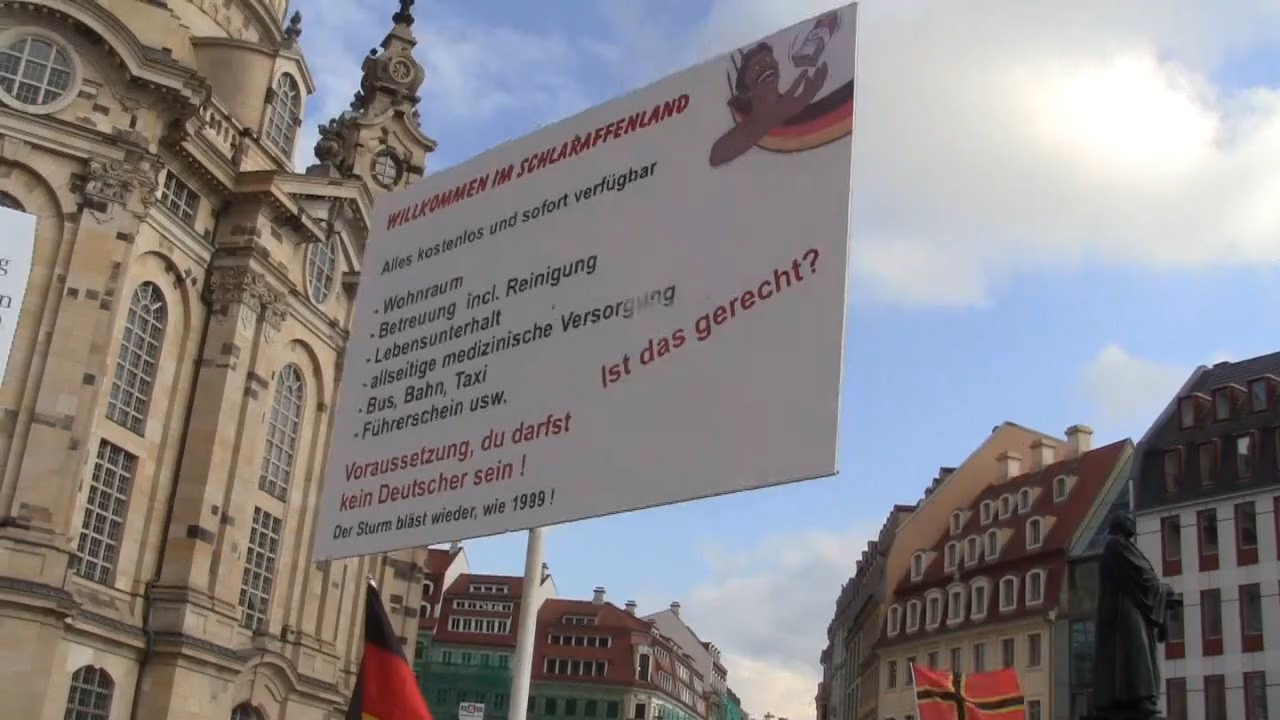 WILLKOMMEN IM SCHLARAFFENLAND
Alles kostenlos und sofort verfügbar
- Wohnraum
- Betreuung incl. Reinigung
- Lebensunterhalt
- allseitige medizinische Versorgung
- Bus, Bahn, Taxi
- Führerschein usw.
Ist das gerecht?
Voraussetzung, du darfst
kein Deutscher sein !
Der Sturm bläst wieder, wie 1989 !